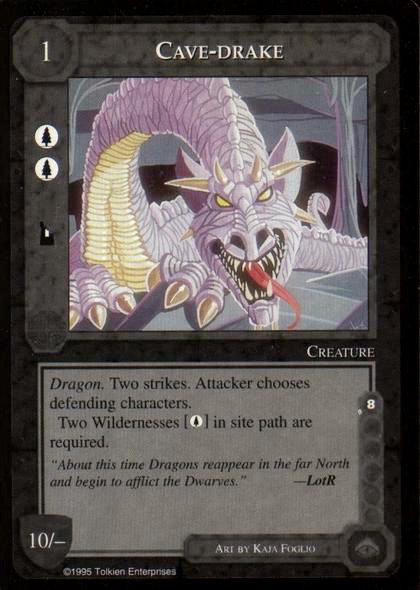 1
CAVE-DRAKE
CREATURE
Dragon. Two strikes. Attacker chooses
defending characters.
Two Wildernesses [] in site path are
required.
8
"About this time Dragons reappear in the far North
and begin to afflict the Dwarves." —LotR
10/–
ART BY KAJA FOGLIO
©1995 Tolkien Enterprises